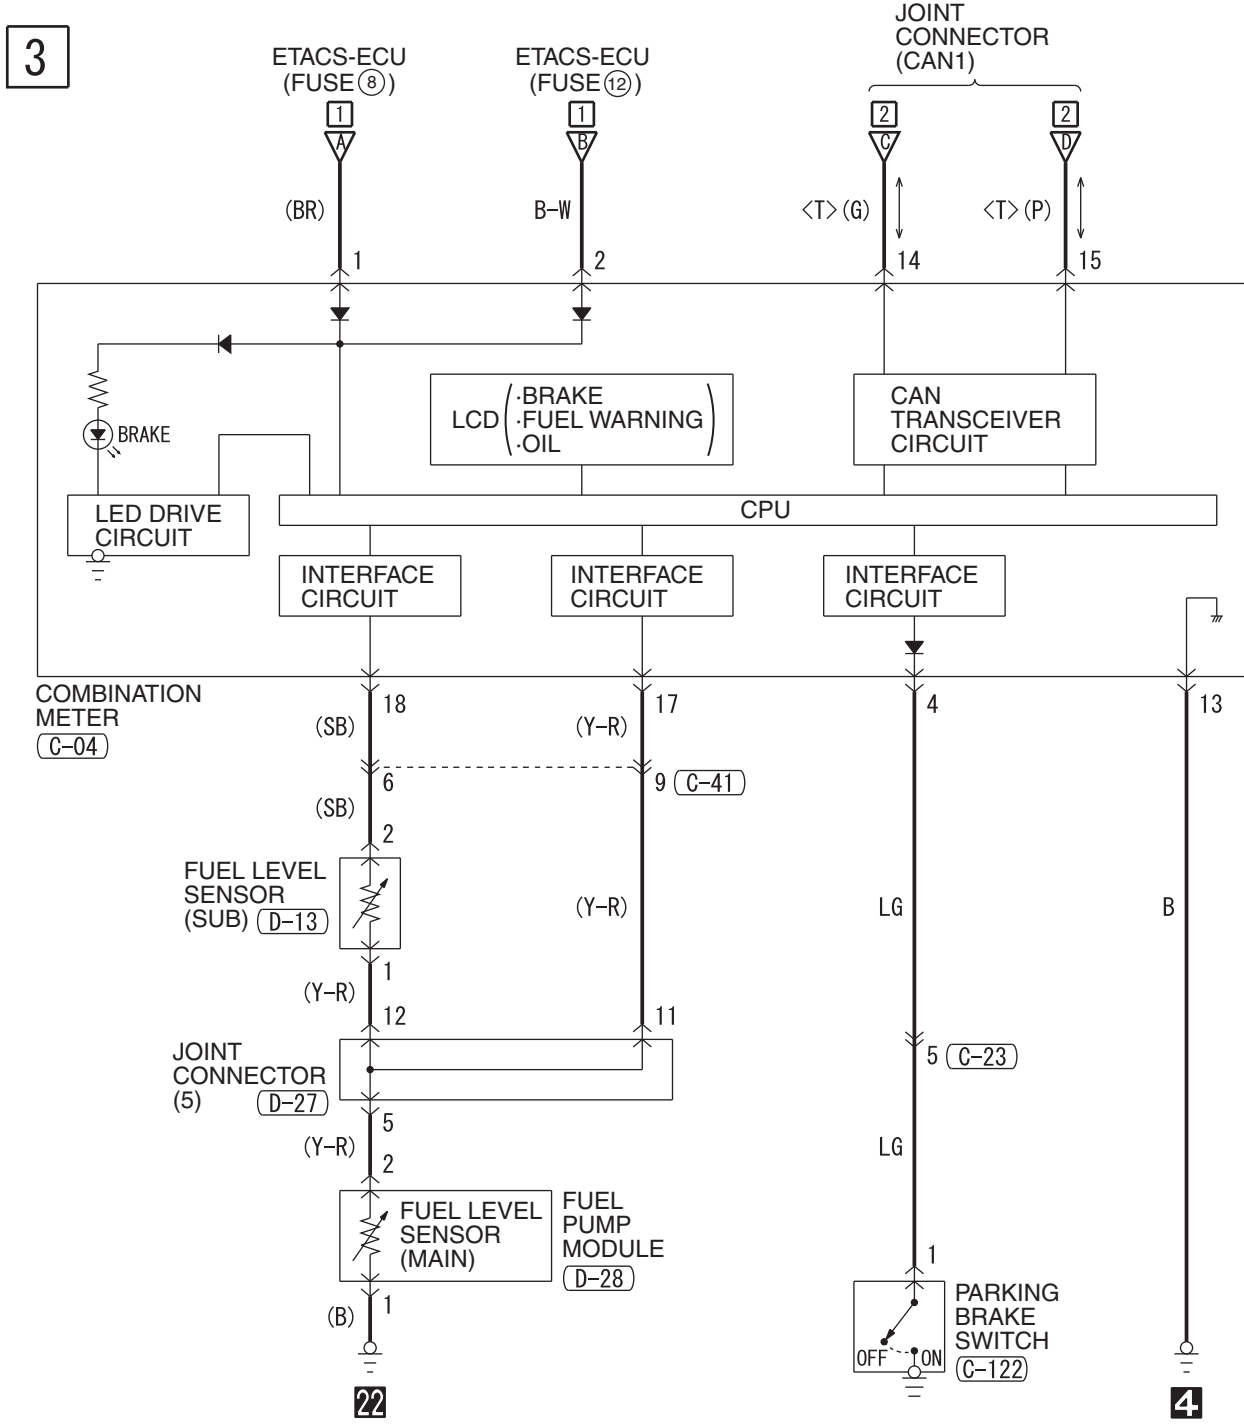 3
JOINT
CONNECTOR
(CAN1)
ETACS-ECU
(FUSE⑧)
ETACS-ECU
(FUSE⑫)
1
1
2
2
A
B
C
D
(BR)
B-W
<T>(G)
<T>(P)
1
2
14
15
BRAKE
LCD
·BRAKE
·FUEL WARNING
·OIL
CAN
TRANSCEIVER
CIRCUIT
LED DRIVE
CIRCUIT
CPU
INTERFACE
CIRCUIT
INTERFACE
CIRCUIT
INTERFACE
CIRCUIT
COMBINATION
METER
C-04
18
17
4
13
(SB)
(Y-R)
6
9
C-41
(SB)
2
FUEL LEVEL
SENSOR
(SUB)
D-13
(Y-R)
LG
B
1
(Y-R)
12
11
JOINT
CONNECTOR
(5)
D-27
5
C-23
5
(Y-R)
2
LG
FUEL LEVEL
SENSOR
(MAIN)
FUEL
PUMP
MODULE
D-28
1
(B)
1
PARKING
BRAKE
SWITCH
C-122
OFF
ON
22
4